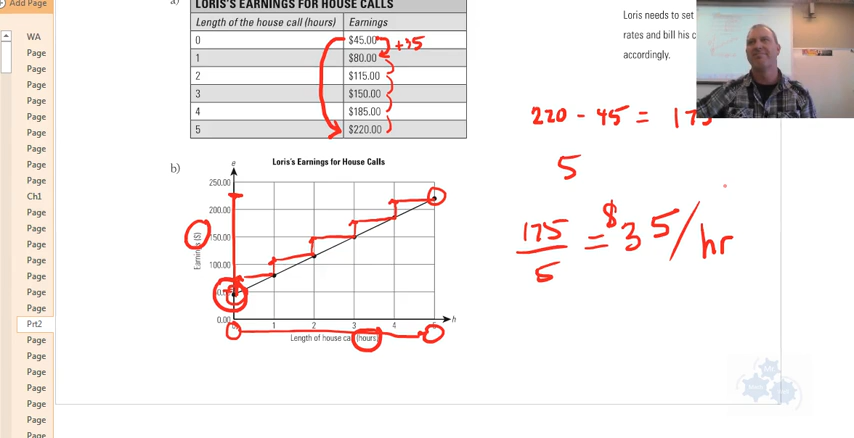 Add Page
WA
Page
Page
Page
Page
Page
Page
Page
Page
Page
Ch1
Page
Page
Page
Page
Page
Page
Page
Prt2
Page
Page
Page
Page
Page
Page
a)
LORIS'S EARNINGS FOR HOUSE CALLS
Length of the house call (hours) Earnings
0 $45.00
1 $80.00
2 $115.00
3 $150.00
4 $185.00
5 $220.00
+35
Loris needs to set
rates and bill his c
accordingly.
220 - 45 = 175
5
175
5
= $35/hr
b)
Loris's Earnings for House Calls
e
250.00
200.00
150.00
100.00
0.00
Earnings ($)
1 2 3 4
h
Length of house call (hours)